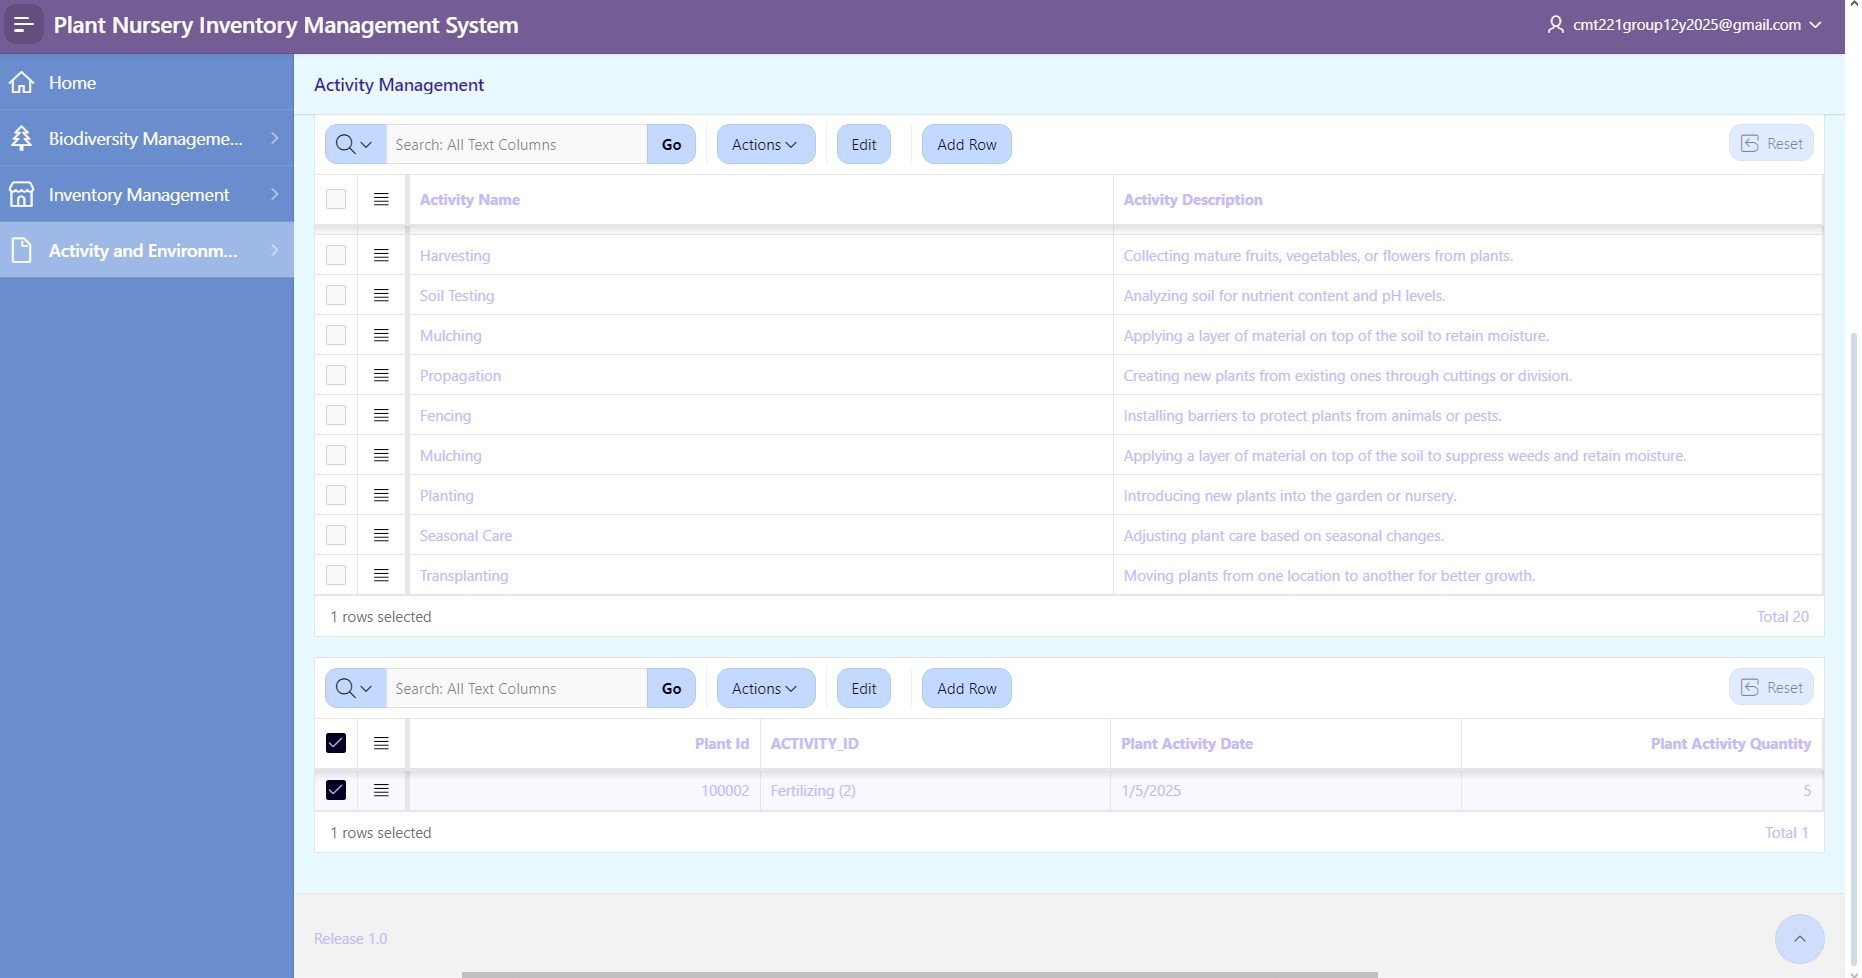 Plant Nursery Inventory Management System
cmt221group12y2025@gmail.com
Home
Biodiversity Manageme...
Inventory Management
Activity and Environm...
Activity Management
Search: All Text Columns Go Actions Edit Add Row Reset
Activity Name Activity Description
Harvesting Collecting mature fruits, vegetables, or flowers from plants.
Soil Testing Analyzing soil for nutrient content and pH levels.
Mulching Applying a layer of material on top of the soil to retain moisture.
Propagation Creating new plants from existing ones through cuttings or division.
Fencing Installing barriers to protect plants from animals or pests.
Mulching Applying a layer of material on top of the soil to suppress weeds and retain moisture.
Planting Introducing new plants into the garden or nursery.
Seasonal Care Adjusting plant care based on seasonal changes.
Transplanting Moving plants from one location to another for better growth.
1 rows selected Total 20
Search: All Text Columns Go Actions Edit Add Row Reset
Plant Id ACTIVITY_ID Plant Activity Date Plant Activity Quantity
100002 Fertilizing (2) 1/5/2025 5
1 rows selected Total 1
Release 1.0